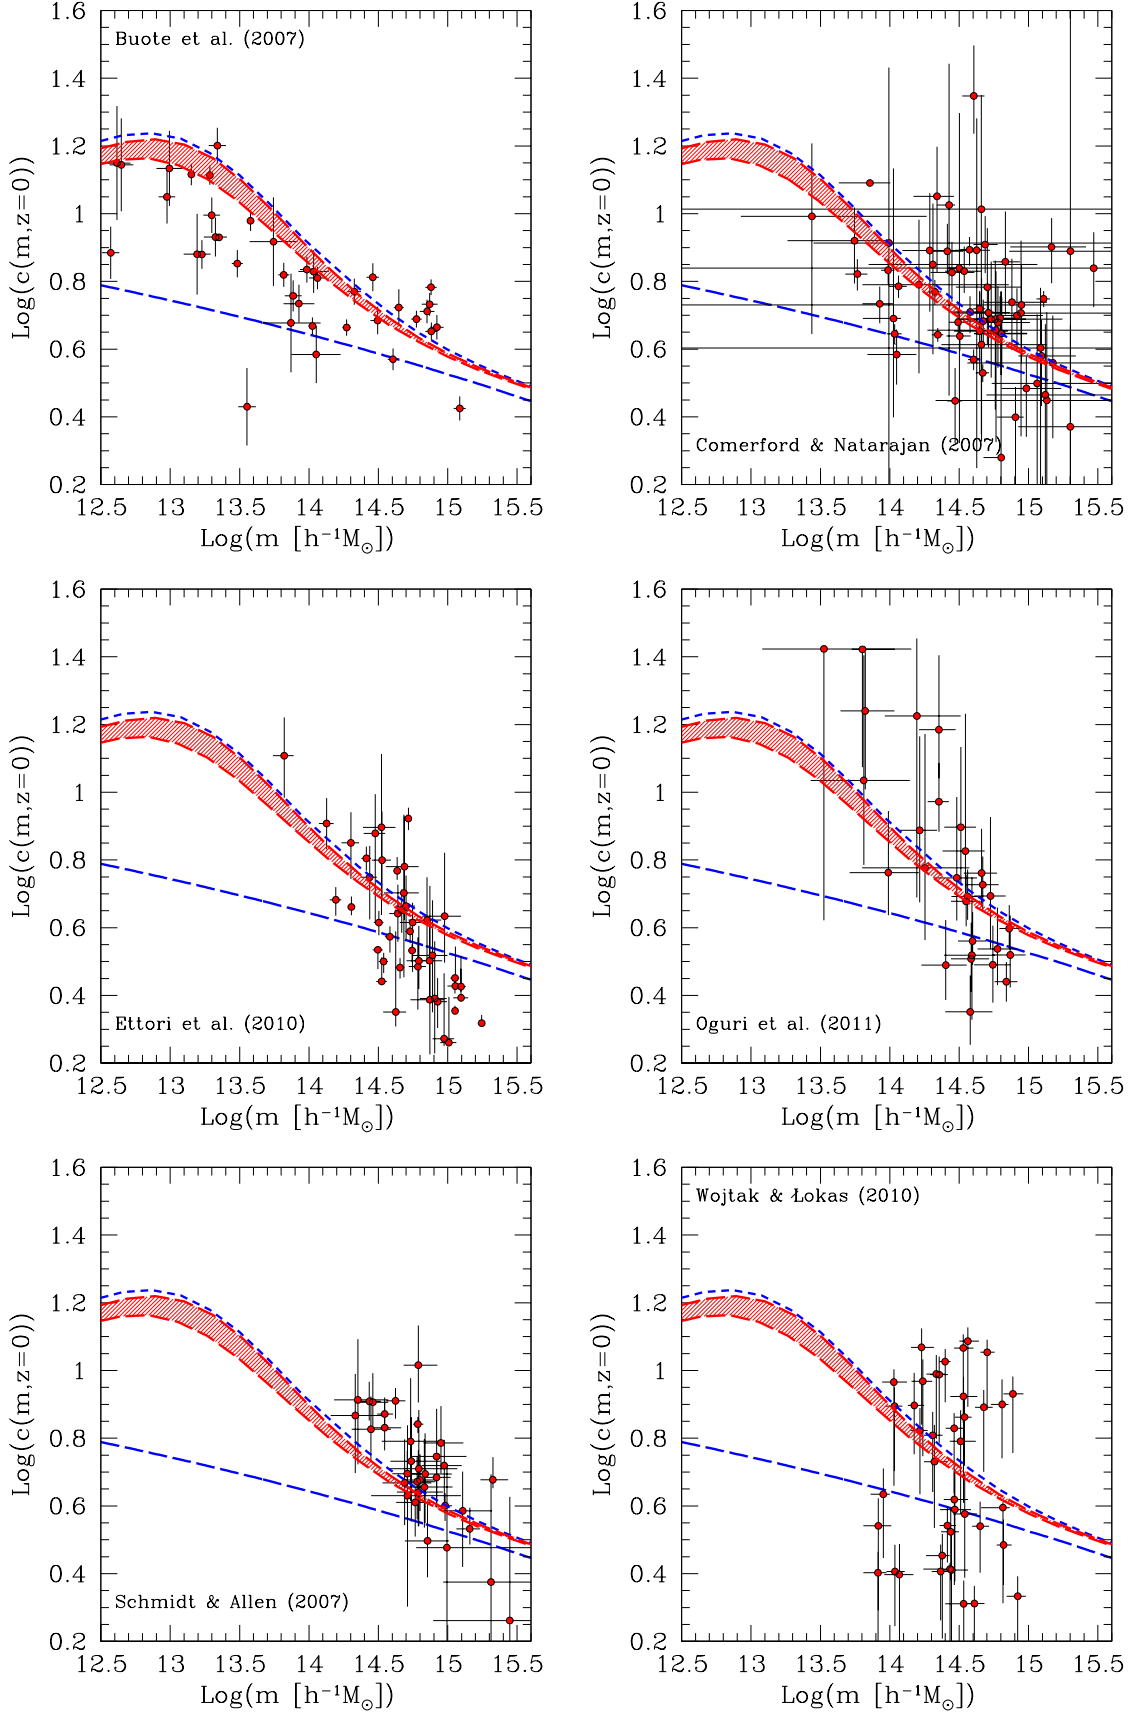 Buote et al. (2007)
Log(c(m,z=0))
1.6
1.4
1.2
1
0.8
0.6
0.4
0.2
12.5 13 13.5 14 14.5 15 15.5
Log(m [h⁻¹M⊙])
Comerford & Natarajan (2007)
Log(c(m,z=0))
1.6
1.4
1.2
1
0.8
0.6
0.4
0.2
12.5 13 13.5 14 14.5 15 15.5
Log(m [h⁻¹M⊙])
Ettori et al. (2010)
Log(c(m,z=0))
1.6
1.4
1.2
1
0.8
0.6
0.4
0.2
12.5 13 13.5 14 14.5 15 15.5
Log(m [h⁻¹M⊙])
Oguri et al. (2011)
Log(c(m,z=0))
1.6
1.4
1.2
1
0.8
0.6
0.4
0.2
12.5 13 13.5 14 14.5 15 15.5
Log(m [h⁻¹M⊙])
Schmidt & Allen (2007)
Log(c(m,z=0))
1.6
1.4
1.2
1
0.8
0.6
0.4
0.2
12.5 13 13.5 14 14.5 15 15.5
Log(m [h⁻¹M⊙])
Wojtak & Łokas (2010)
Log(c(m,z=0))
1.6
1.4
1.2
1
0.8
0.6
0.4
0.2
12.5 13 13.5 14 14.5 15 15.5
Log(m [h⁻¹M⊙])